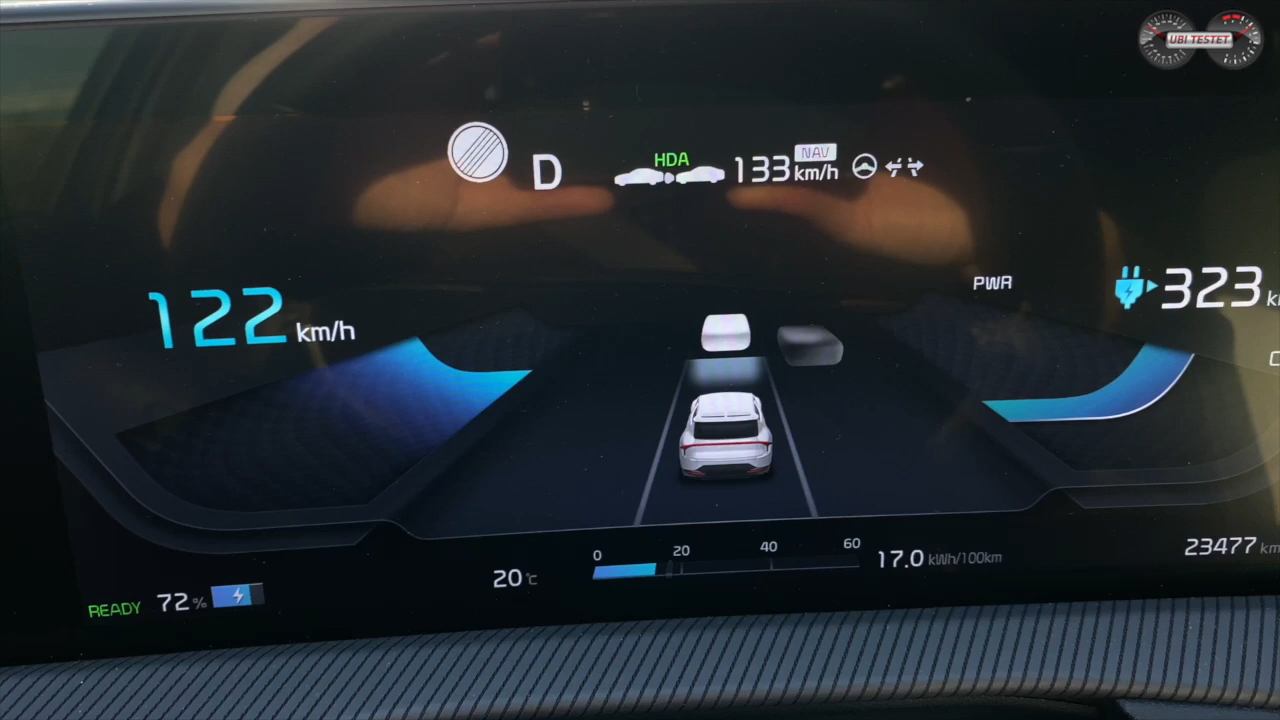 UBI TESTET
D
HDA
133 km/h
NAV
122 km/h
PWR
323
0 20 40 60
20 °C
17.0 kWh/100km
23477 km
READY 72%